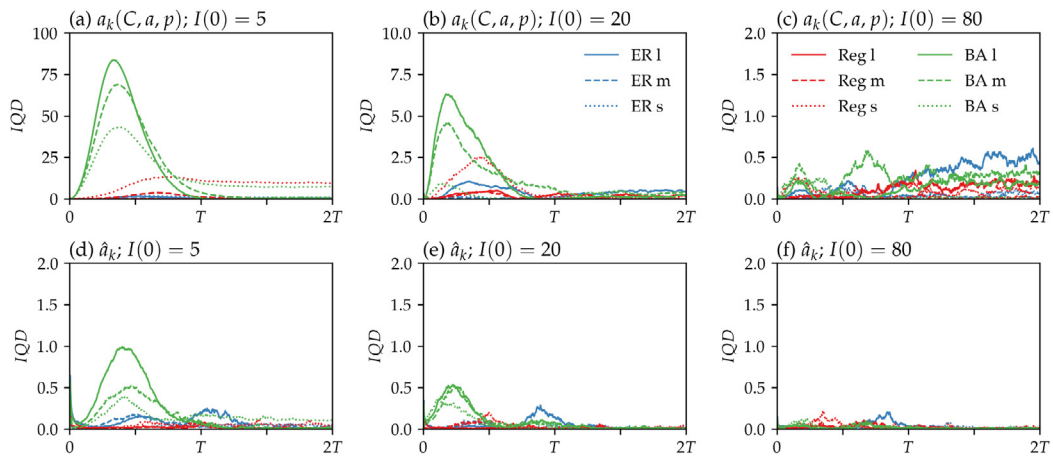 (a) a_k(C, a, p); I(0) = 5
(b) a_k(C, a, p); I(0) = 20
(c) a_k(C, a, p); I(0) = 80
100
75
50
25
0
IQD
0
T
2T
10.0
7.5
5.0
2.5
0.0
IQD
ER l
ER m
ER s
0
T
2T
2.0
1.5
1.0
0.5
0.0
IQD
Reg l
Reg m
Reg s
BA l
BA m
BA s
0
T
2T
(d) â_k; I(0) = 5
(e) â_k; I(0) = 20
(f) â_k; I(0) = 80
2.0
1.5
1.0
0.5
0.0
IQD
0
T
2T
2.0
1.5
1.0
0.5
0.0
IQD
0
T
2T
2.0
1.5
1.0
0.5
0.0
IQD
0
T
2T